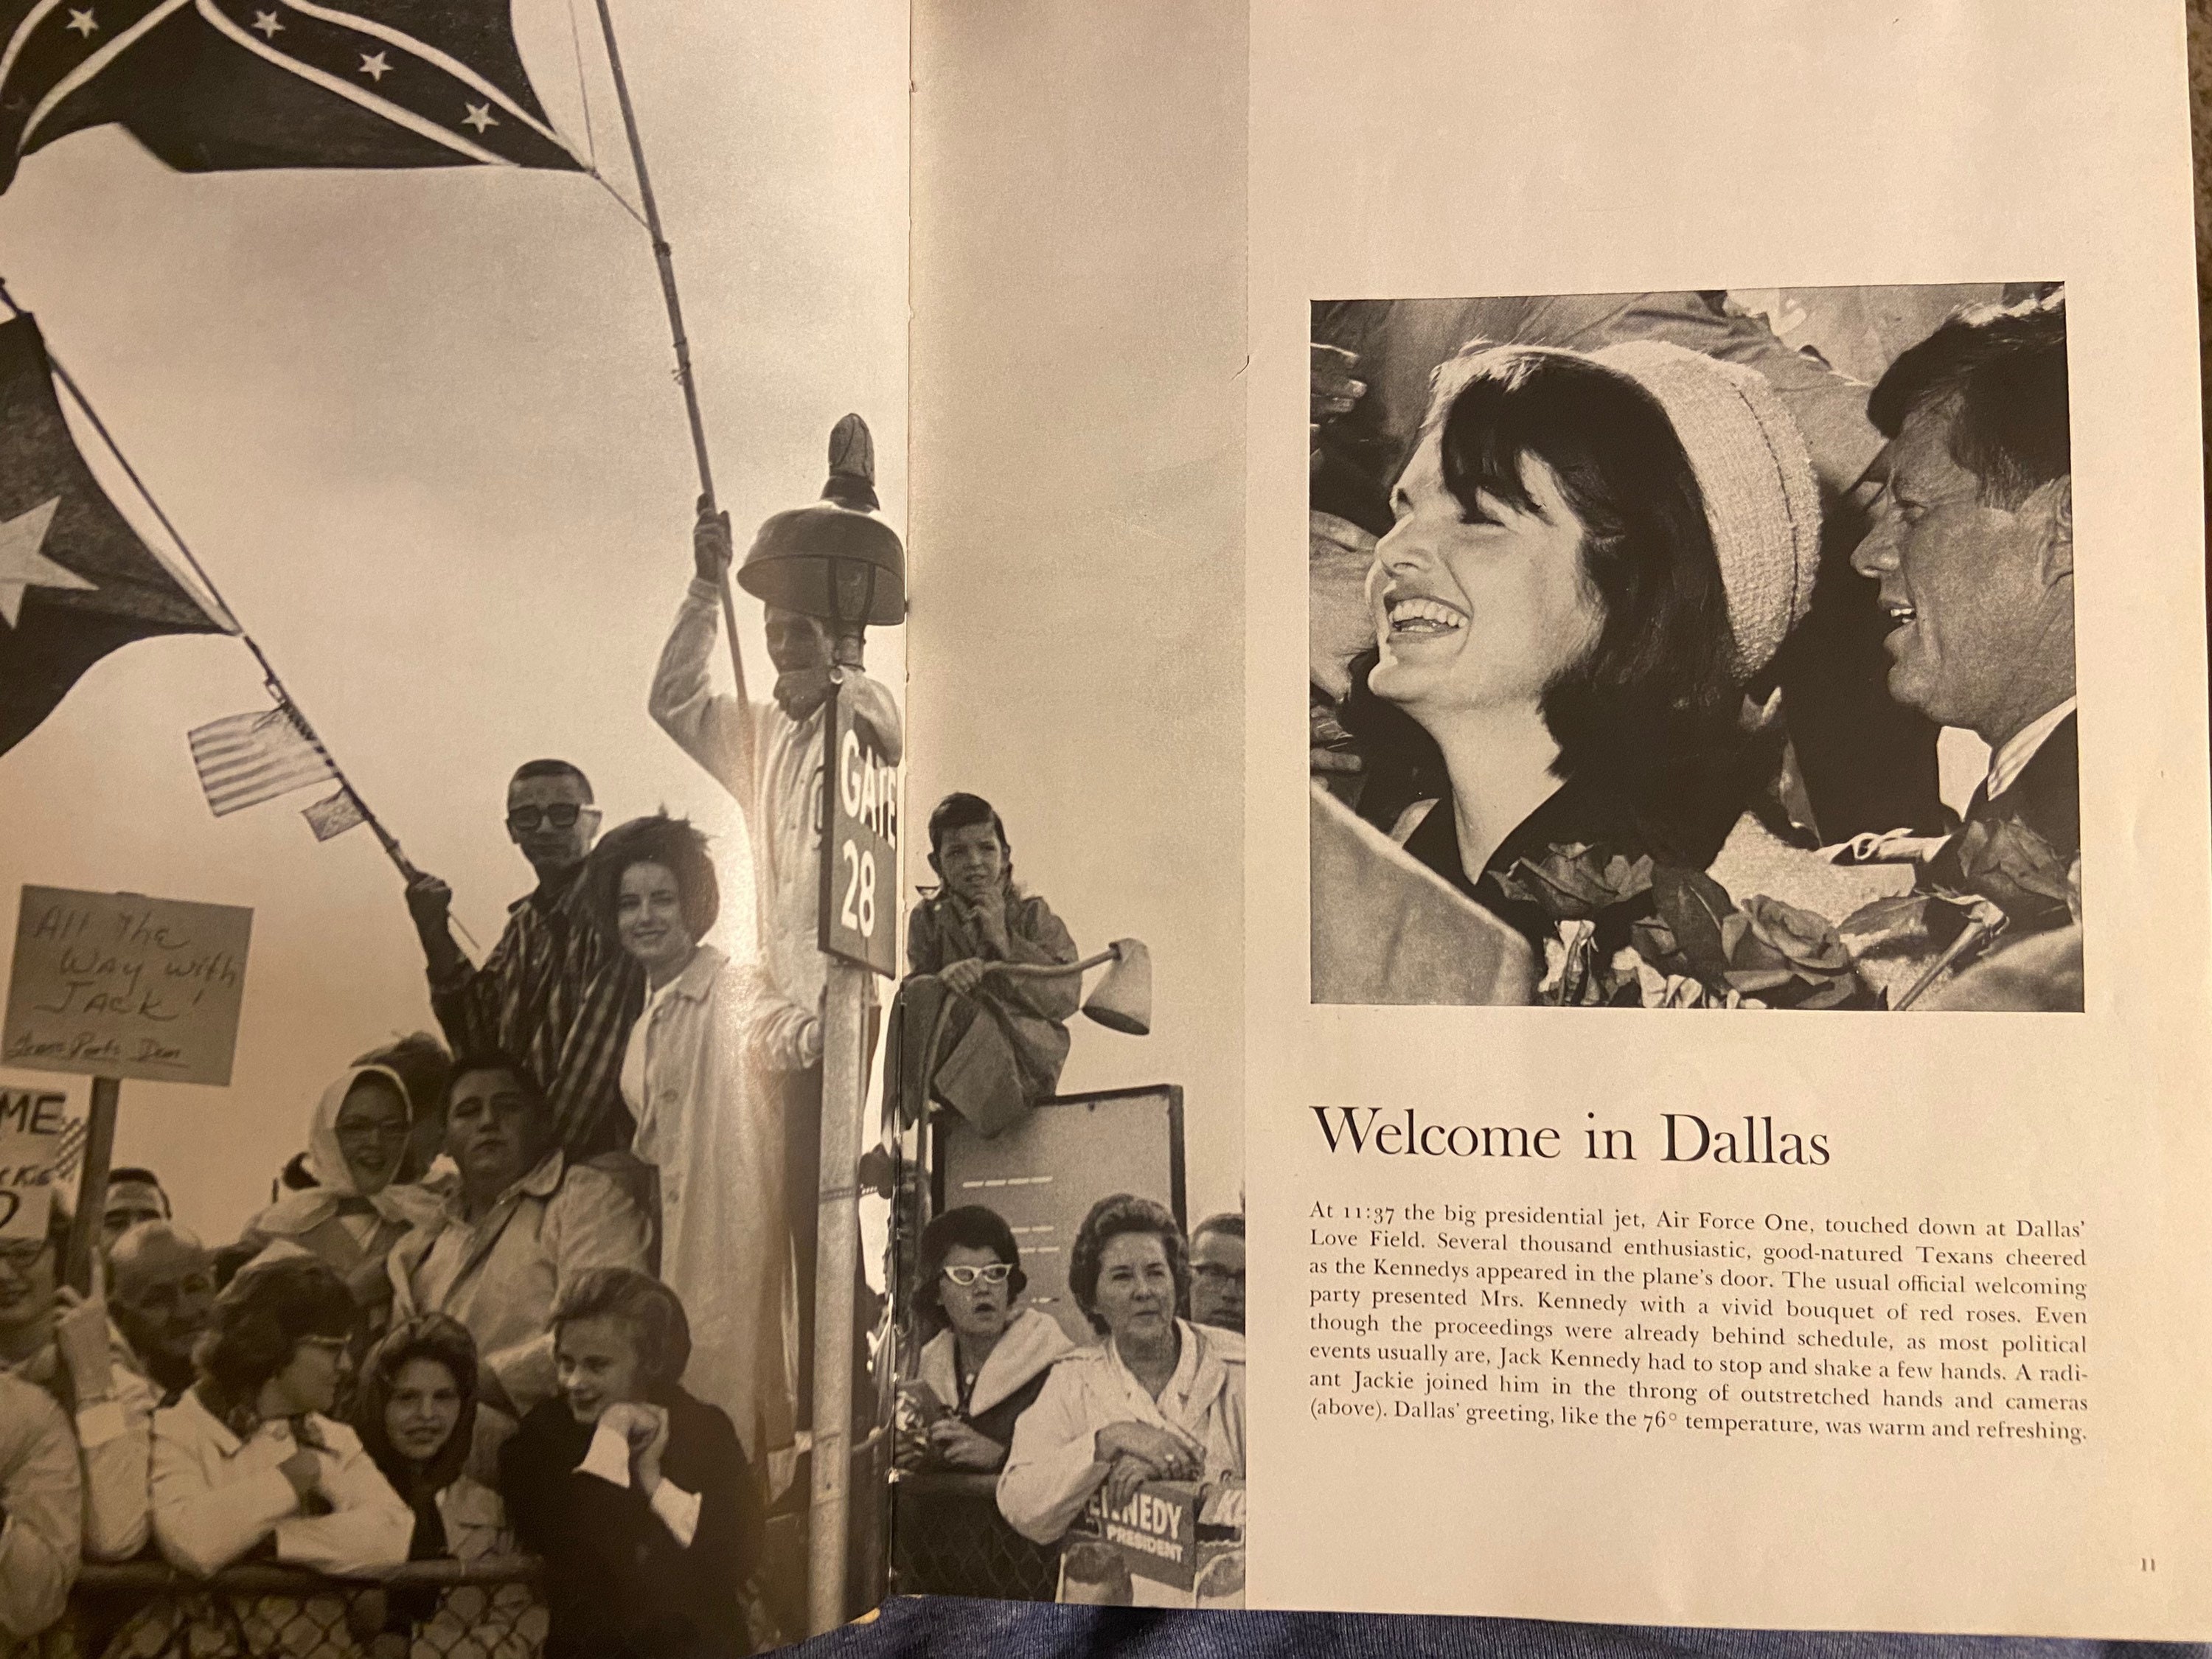 All The
Way with
Jack!
Dem
ME
GATE
28
KENNEDY
PRESIDENT
Welcome in Dallas
At 11:37 the big presidential jet, Air Force One, touched down at Dallas'
Love Field. Several thousand enthusiastic, good-natured Texans cheered
as the Kennedys appeared in the plane's door. The usual official welcoming
party presented Mrs. Kennedy with a vivid bouquet of red roses. Even
though the proceedings were already behind schedule, as most political
events usually are, Jack Kennedy had to stop and shake a few hands. A radi-
ant Jackie joined him in the throng of outstretched hands and cameras
(above). Dallas' greeting, like the 76° temperature, was warm and refreshing.
11